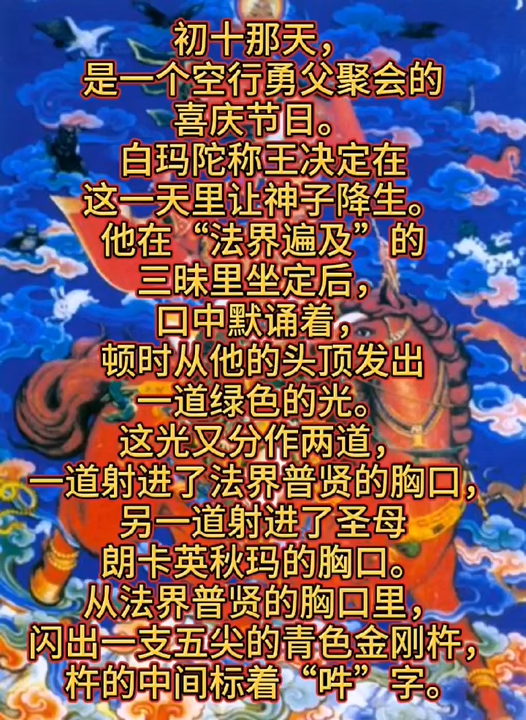 初十那天，
是一个空行勇父聚会的
喜庆节日。
白玛陀称王决定在
这一天里让神子降生。
他在“法界遍及”的
三昧里坐定后，
口中默诵着，
顿时从他的头顶发出
一道绿色的光。
这光又分作两道，
一道射进了法界普贤的胸口，
另一道射进了圣母
朗卡英秋玛的胸口。
从法界普贤的胸口里，
闪出一支五尖的青色金刚杵，
杵的中间标着“吽”字。